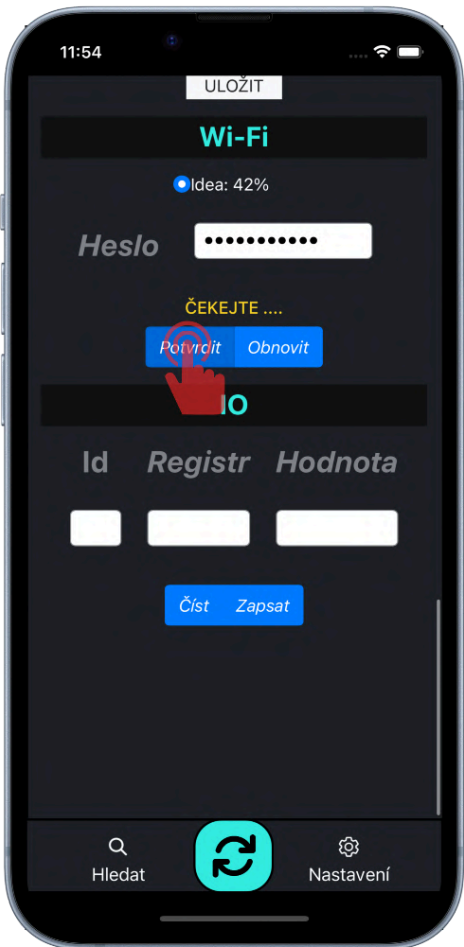 11:54
ULOŽIT
Wi-Fi
Idea: 42%
Heslo •••••••••••
ČEKEJTE ....
Potvrdit Obnovit
IO
Id Registr Hodnota
Číst Zapsat
Hledat Nastavení